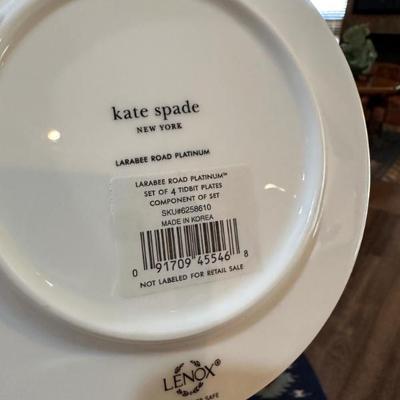 kate spade
NEW YORK
LARABEE ROAD PLATINUM
LARABEE ROAD PLATINUM™
SET OF 4 TIDBIT PLATES
COMPONENT OF SET
SKU#6258610
MADE IN KOREA
0 91709 45546 8
NOT LABELED FOR RETAIL SALE
LENOX®
SAFE